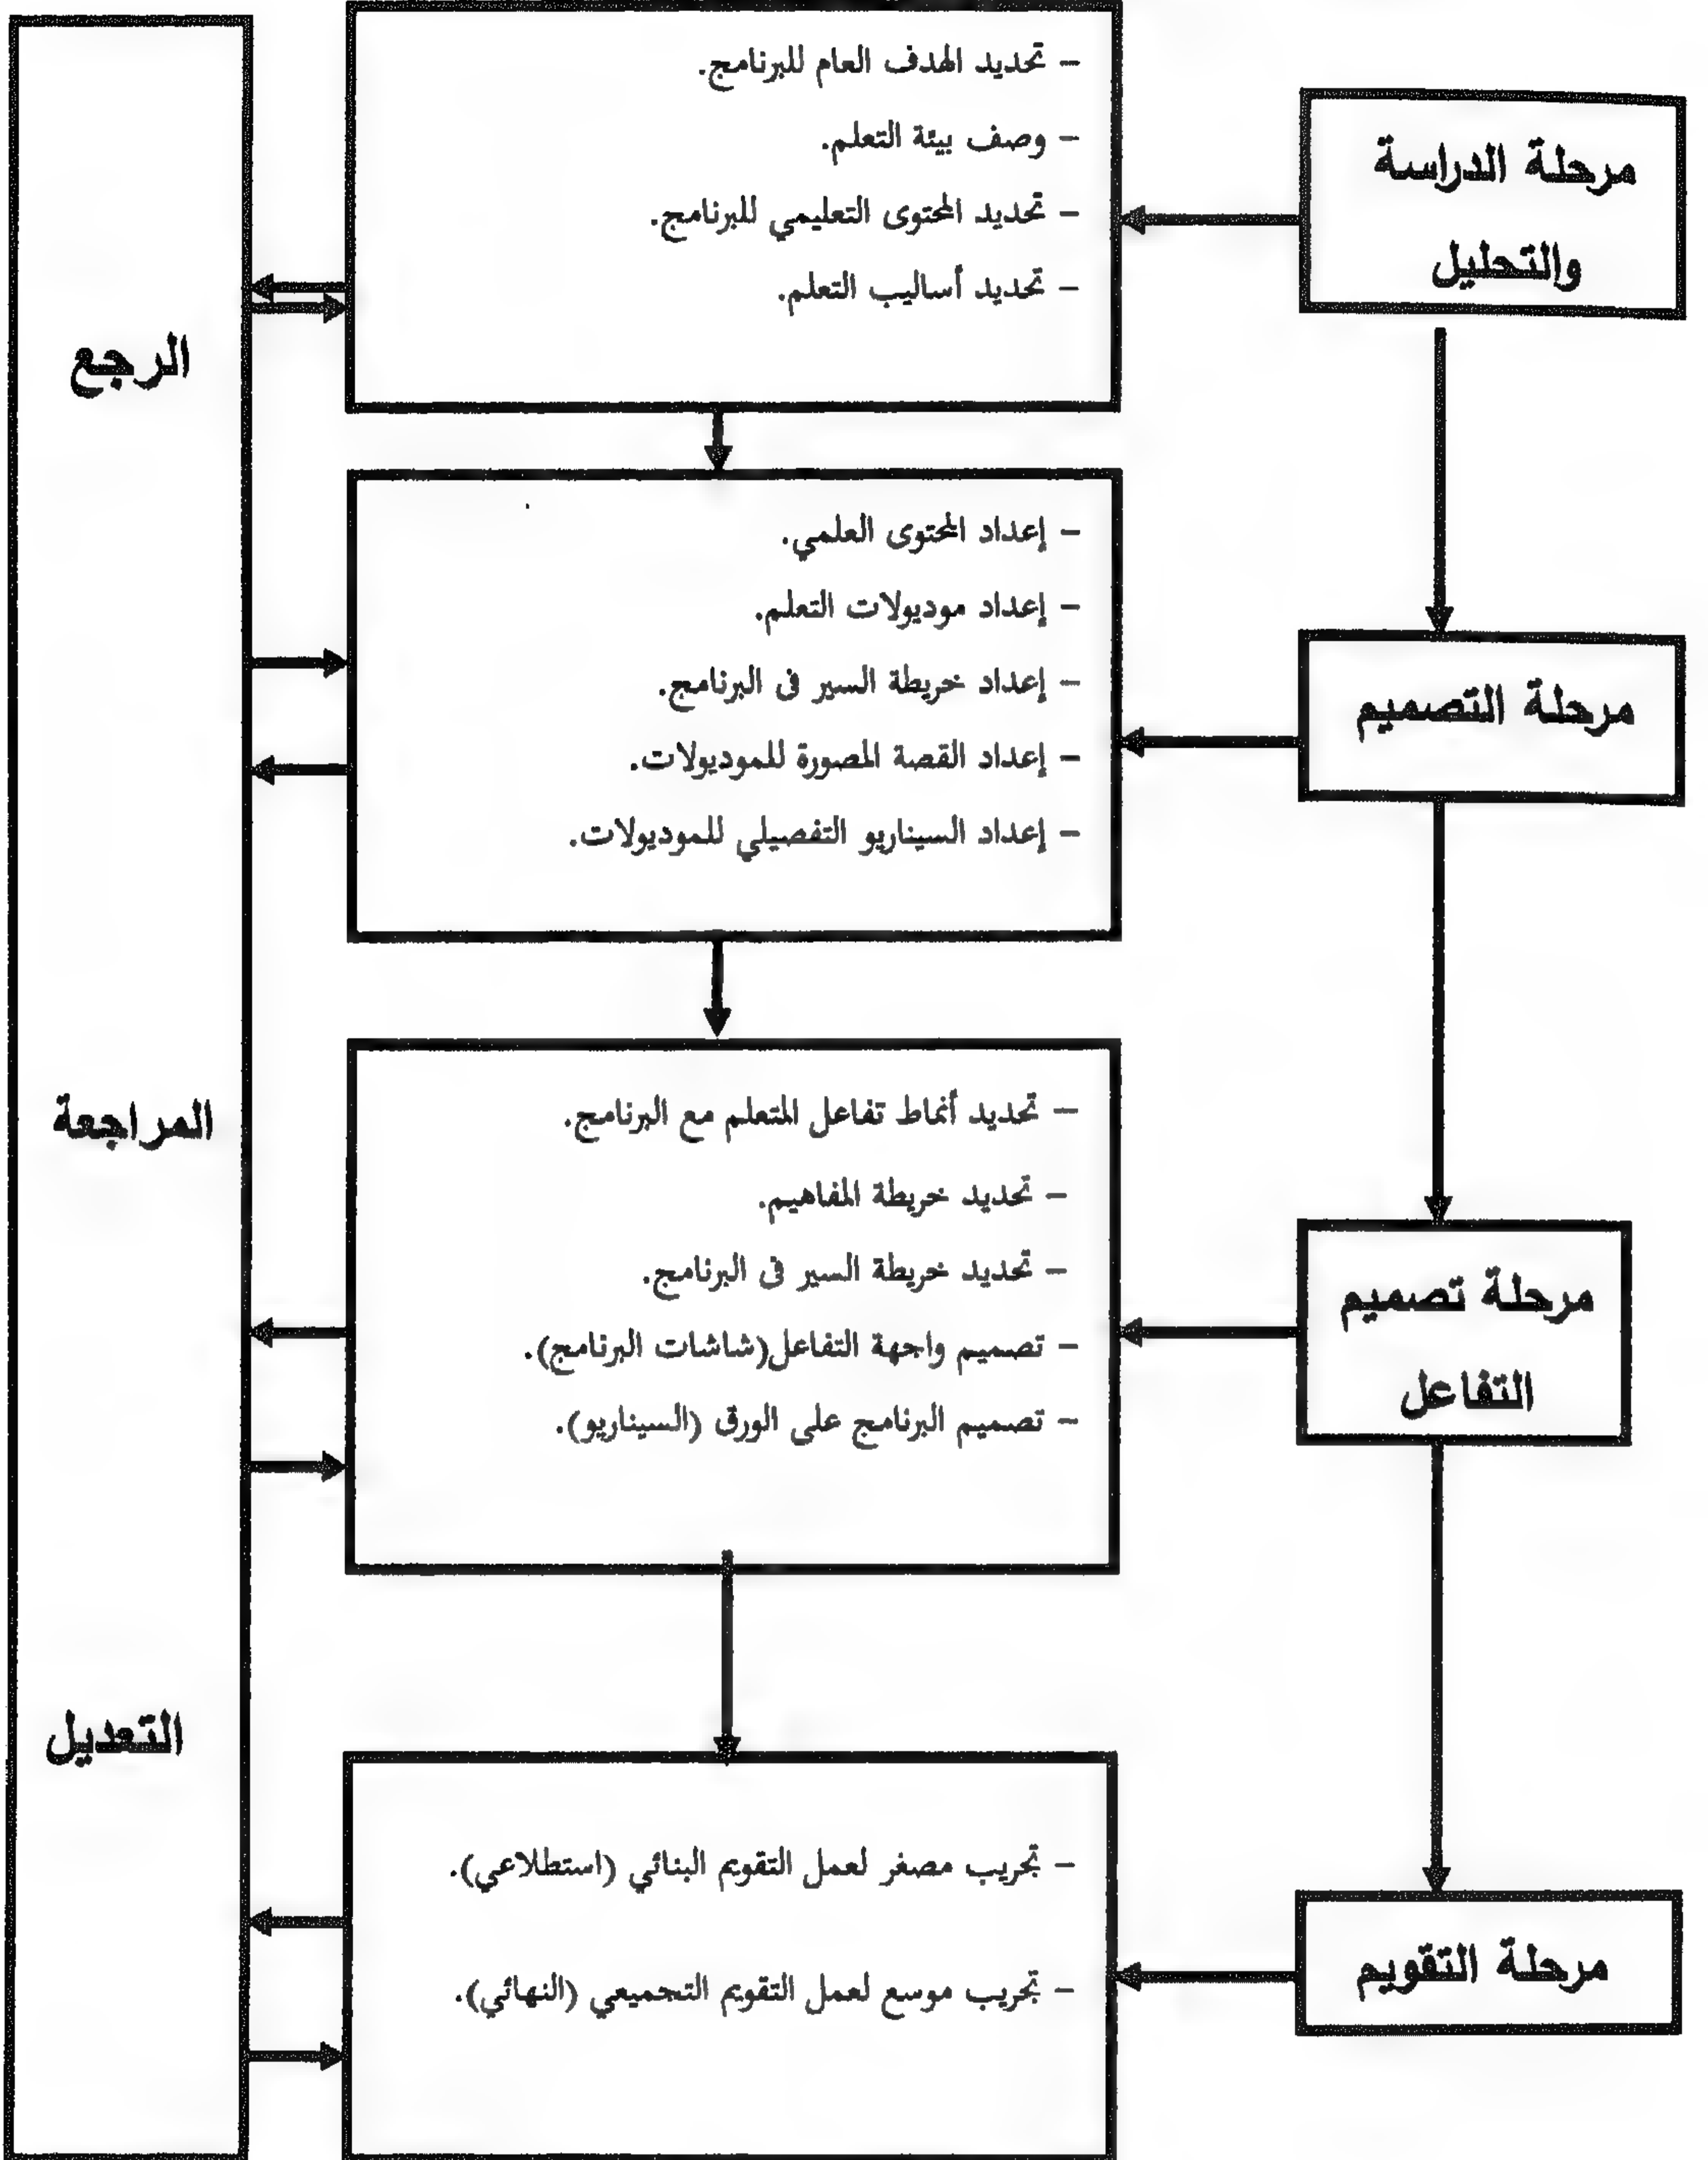 مرحلة الدراسة
والتحليل
– تحديد الهدف العام للبرنامج.
– وصف بيئة التعلم.
– تحديد المحتوى التعليمي للبرنامج.
– تحديد أساليب التعلم.
مرحلة التصميم
– إعداد المحتوى العلمي.
– إعداد موديولات التعلم.
– إعداد خريطة السير فى البرنامج.
– إعداد القصة المصورة للموديولات.
– إعداد السيناريو التفصيلي للموديولات.
مرحلة تصميم
التفاعل
– تحديد أنماط تفاعل المتعلم مع البرنامج.
– تحديد خريطة المفاهيم.
– تحديد خريطة السير فى البرنامج.
– تصميم واجهة التفاعل(شاشات البرنامج).
– تصميم البرنامج على الورق (السيناريو).
مرحلة التقويم
– تجريب مصغر لعمل التقويم البنائي (استطلاعي).
– تجريب موسع لعمل التقويم التجميعي (النهائي).
الرجع
المراجعة
التعديل